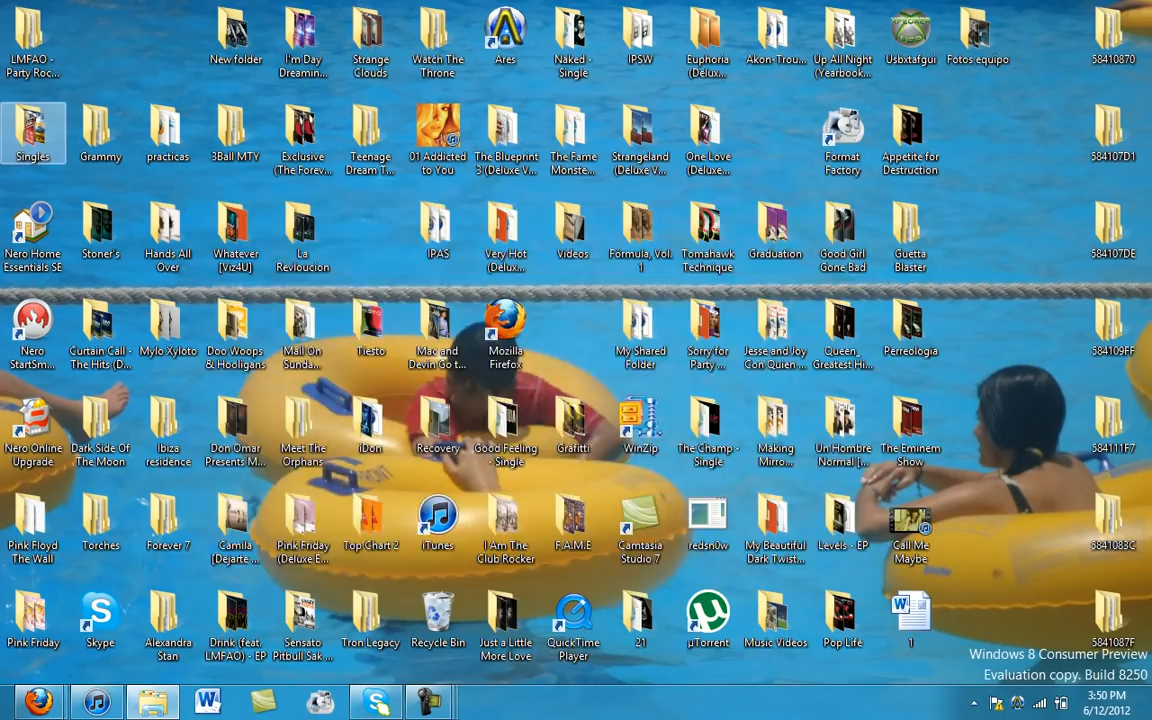 LMFAO - Party Roc...
New folder
I'm Day Dreamin...
Strange Clouds
Watch The Throne
Ares
Naked - Single
IPSW
Euphoria (Delux...
Akon-Trou...
Up All Night (Yearbook...
Usbxtafgui
Fotos equipo
58410870
Singles
Grammy
practicas
3Ball MTY
Exclusive (The Forev...
Teenage Dream T...
01 Addicted to You
The Blueprint 3 (Deluxe V...
The Fame Monste...
Strangeland (Deluxe V...
One Love (Deluxe...
Format Factory
Appetite for Destruction
584107D1
Nero Home Essentials SE
Stoner's
Hands All Over
Whatever [Viz4U]
La Revloucion
IPAS
Very Hot (Delux...
Videos
Fórmula, Vol. 1
Tomahawk Technique
Graduation
Good Girl Gone Bad
Guetta Blaster
584107DE
Nero StartSm...
Curtain Call - The Hits (D...
Mylo Xyloto
Doo Woops & Hooligans
Mail On Sunda...
Tiesto
Mac and Devin Go t...
Mozilla Firefox
My Shared Folder
Sorry for Party ...
Jesse and Joy Con Quien ...
Queen_ Greatest Hi...
Perreologia
584109FF
Nero Online Upgrade
Dark Side Of The Moon
Ibiza residence
Don Omar Presents M...
Meet The Orphans
iDon
Recovery
Good Feeling - Single
Grafitti
WinZip
The Champ - Single
Making Mirro...
Un Hombre Normal [...
The Eminem Show
584111F7
Pink Floyd The Wall
Torches
Forever 7
Camila [Dejarte ...
Pink Friday (Deluxe E...
Top Chart 2
iTunes
I Am The Club Rocker
F.A.M.E
Camtasia Studio 7
redsn0w
My Beautiful Dark Twist...
Levels - EP
Call Me Maybe
5841083C
Pink Friday
Skype
Alexandra Stan
Drink (feat. LMFAO) - EP
Sensato Pitbull Sak ...
Tron Legacy
Recycle Bin
Just a Little More Love
QuickTime Player
21
µTorrent
Music Videos
Pop Life
1
5841087F
Windows 8 Consumer Preview
Evaluation copy. Build 8250
3:50 PM
6/12/2012